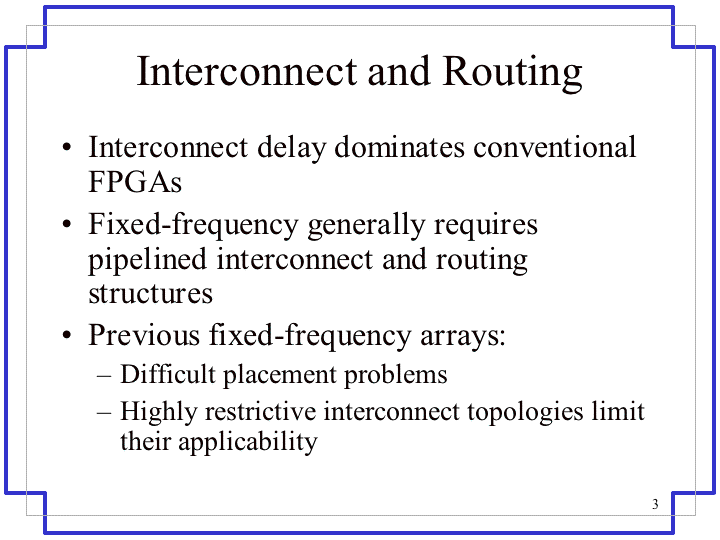 Interconnect and Routing
• Interconnect delay dominates conventional
FPGAs
• Fixed-frequency generally requires
pipelined interconnect and routing
structures
• Previous fixed-frequency arrays:
– Difficult placement problems
– Highly restrictive interconnect topologies limit
their applicability
3